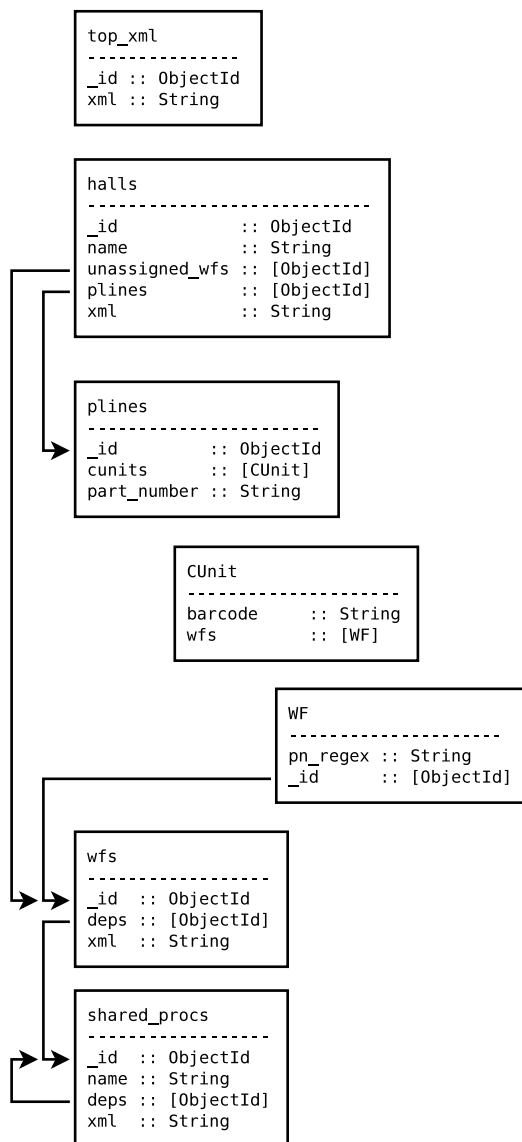 top_xml
---------------
_id :: ObjectId
xml :: String
halls
----------------------------
_id            :: ObjectId
name           :: String
unassigned_wfs :: [ObjectId]
plines         :: [ObjectId]
xml            :: String
plines
-----------------------
_id         :: ObjectId
cunits      :: [CUnit]
part_number :: String
CUnit
---------------------
barcode     :: String
wfs         :: [WF]
WF
---------------------
pn_regex :: String
_id      :: [ObjectId]
wfs
------------------
_id  :: ObjectId
deps :: [ObjectId]
xml  :: String
shared_procs
------------------
_id  :: ObjectId
name :: String
deps :: [ObjectId]
xml  :: String